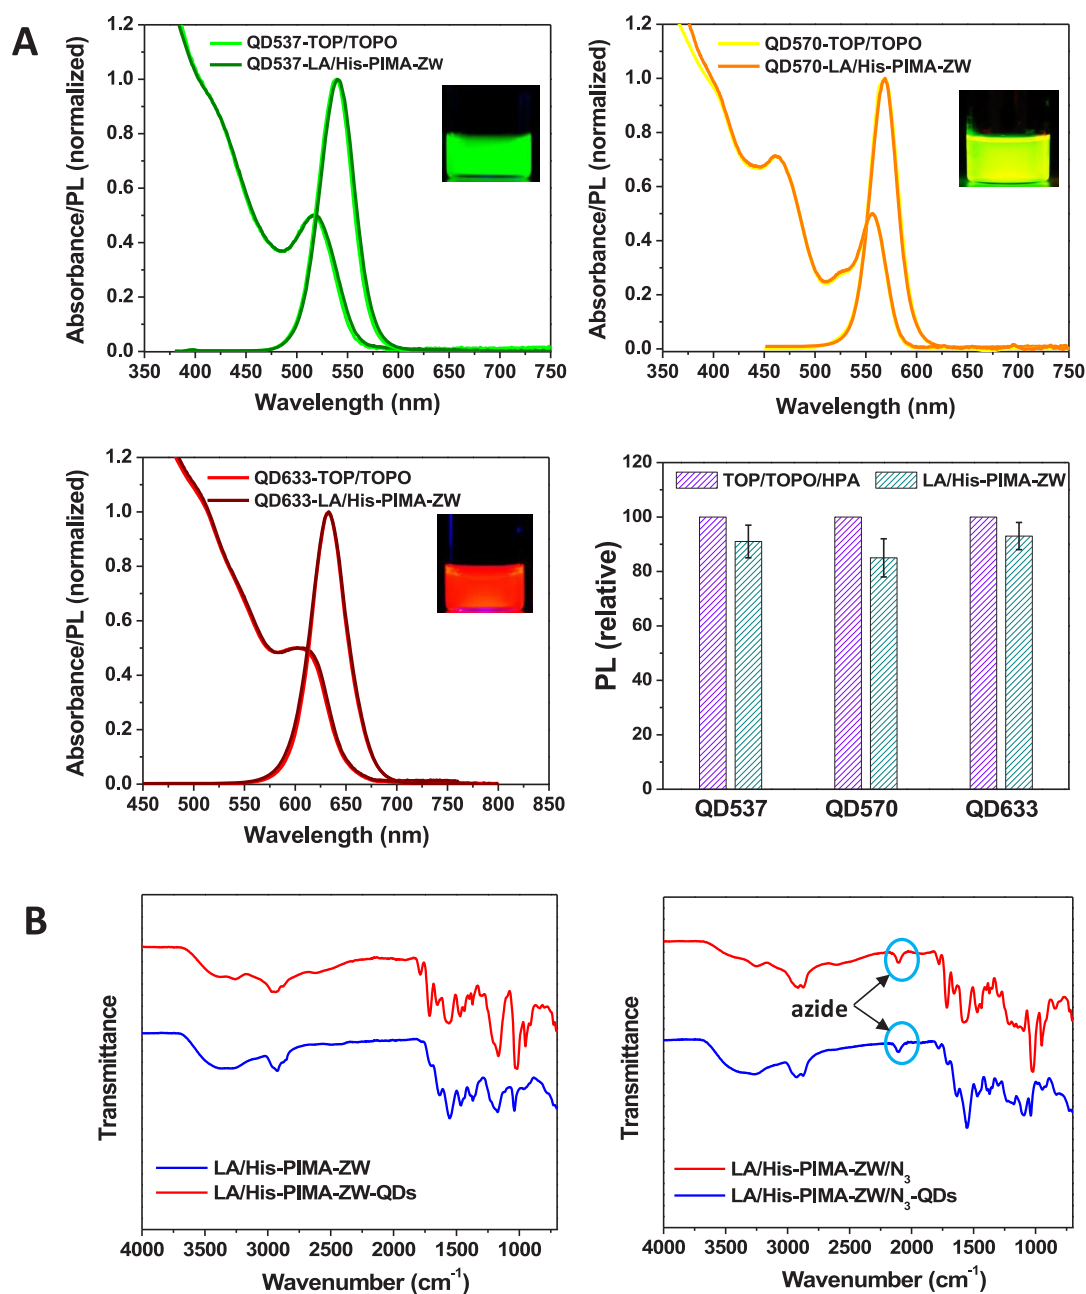 A
QD537-TOP/TOPO
QD537-LA/His-PIMA-ZW
Absorbance/PL (normalized)
1.2
1.0
0.8
0.6
0.4
0.2
0.0
350 400 450 500 550 600 650 700 750
Wavelength (nm)
QD570-TOP/TOPO
QD570-LA/His-PIMA-ZW
Absorbance/PL (normalized)
1.2
1.0
0.8
0.6
0.4
0.2
0.0
350 400 450 500 550 600 650 700 750
Wavelength (nm)
QD633-TOP/TOPO
QD633-LA/His-PIMA-ZW
Absorbance/PL (normalized)
1.2
1.0
0.8
0.6
0.4
0.2
0.0
450 500 550 600 650 700 750 800 850
Wavelength (nm)
TOP/TOPO/HPA LA/His-PIMA-ZW
PL (relative)
120
100
80
60
40
20
0
QD537 QD570 QD633
B
Transmittance
LA/His-PIMA-ZW
LA/His-PIMA-ZW-QDs
4000 3500 3000 2500 2000 1500 1000
Wavenumber (cm⁻¹)
azide
Transmittance
LA/His-PIMA-ZW/N₃
LA/His-PIMA-ZW/N₃-QDs
4000 3500 3000 2500 2000 1500 1000
Wavenumber (cm⁻¹)